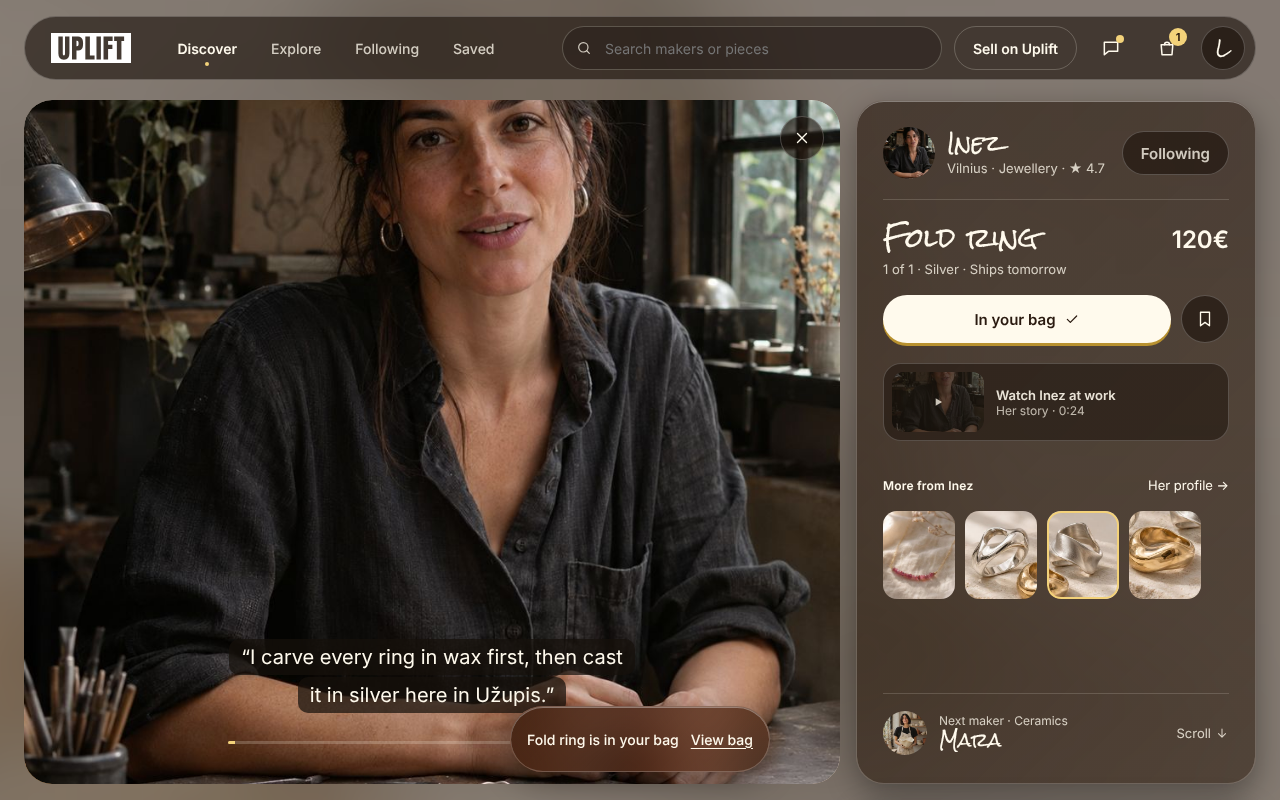 UPLIFT
Discover
Explore
Following
Saved
Search makers or pieces
Sell on Uplift
1
Inez
Vilnius · Jewellery · ★ 4.7
Following
Fold ring
120€
1 of 1 · Silver · Ships tomorrow
In your bag
Watch Inez at work
Her story · 0:24
More from Inez
Her profile →
“I carve every ring in wax first, then cast
it in silver here in Užupis.”
Fold ring is in your bag View bag
Next maker · Ceramics
Mara
Scroll ↓